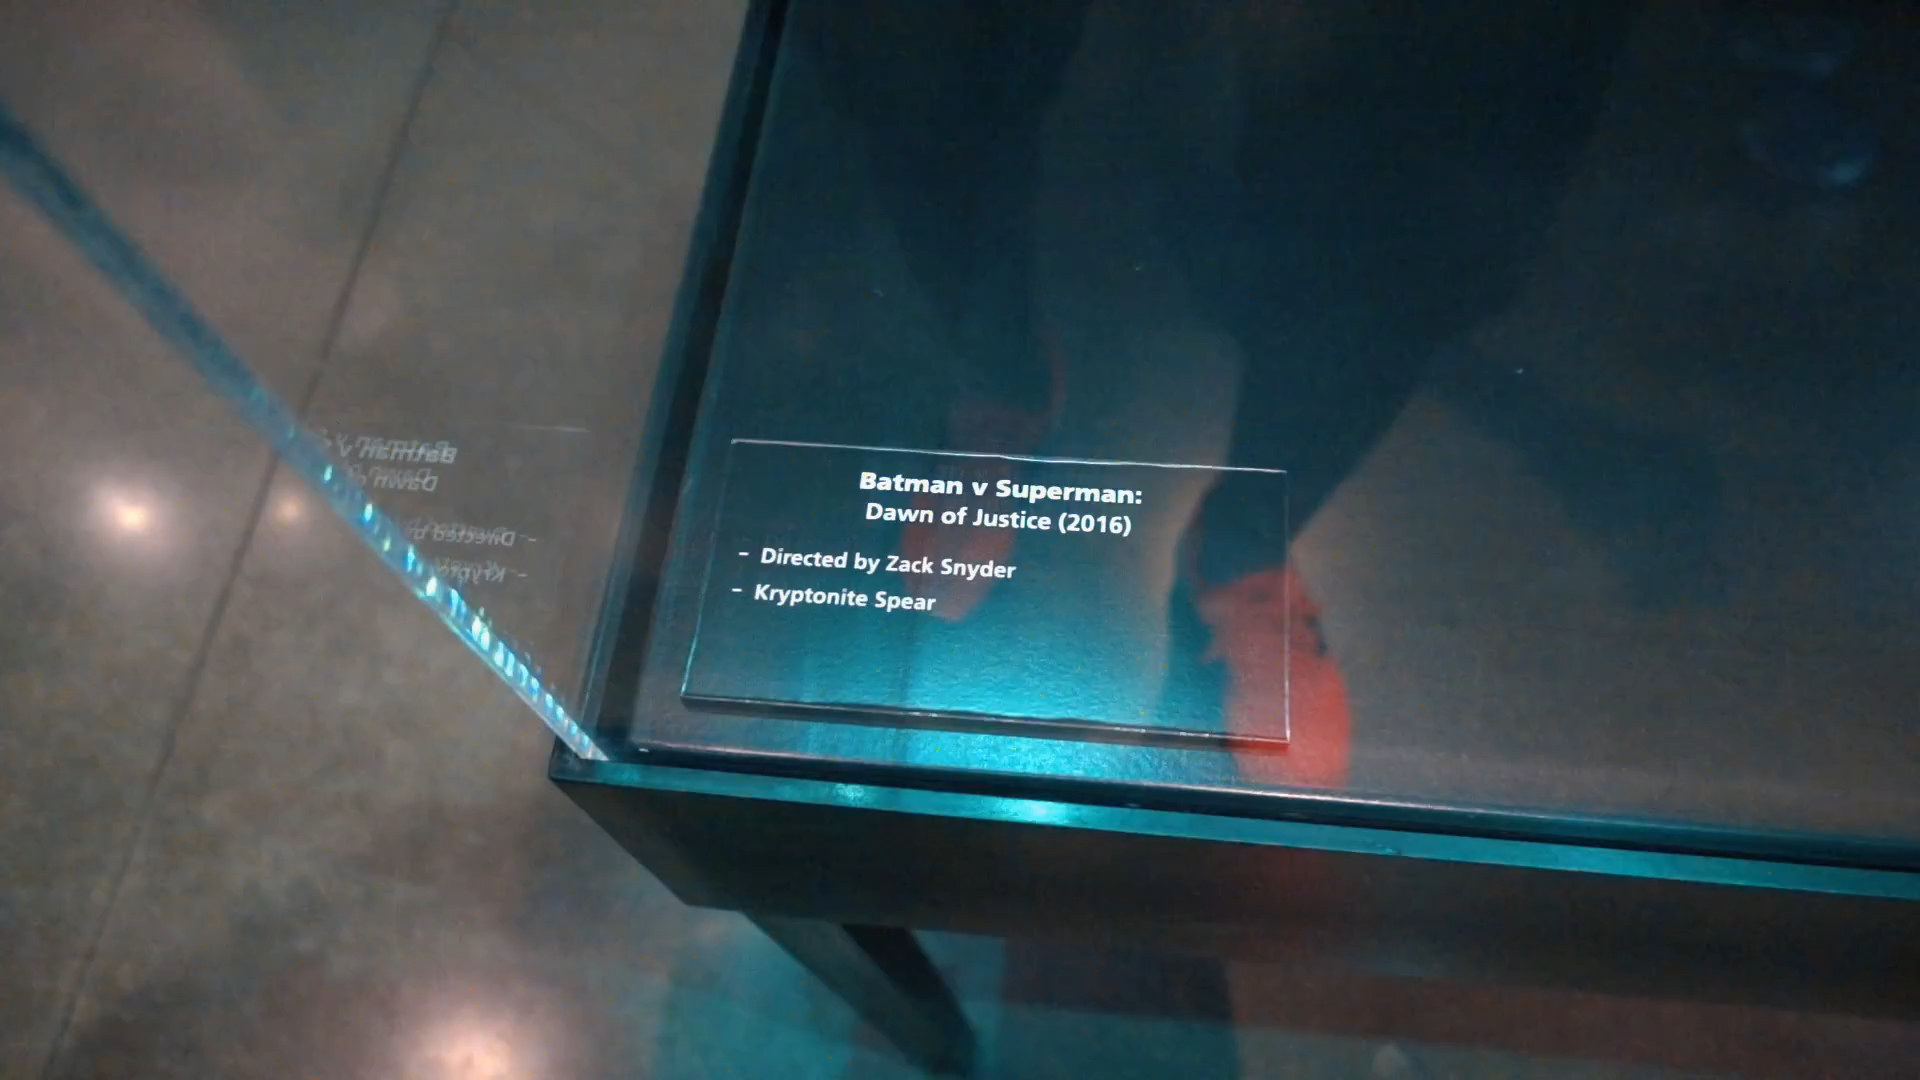 Batman v Superman:
Dawn of Justice (2016)
– Directed by Zack Snyder
– Kryptonite Spear